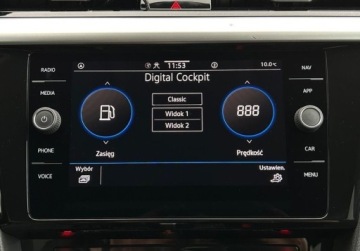 RADIO
MEDIA
PHONE
VOICE
11:53
10.0°C
Digital Cockpit
Classic
Widok 1
Widok 2
888
Zasięg
Prędkość
Wybór
Ustawien.
NAV
APP
CAR
MENU